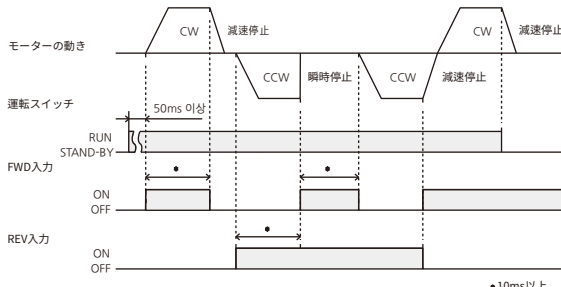 CW 減速停止 CW 減速停止
モーターの動き
CCW 瞬時停止 CCW 減速停止
運転スイッチ
50ms 이상
RUN
STAND-BY
FWD入力
ON
OFF
REV入力
ON
OFF
•10ms以上